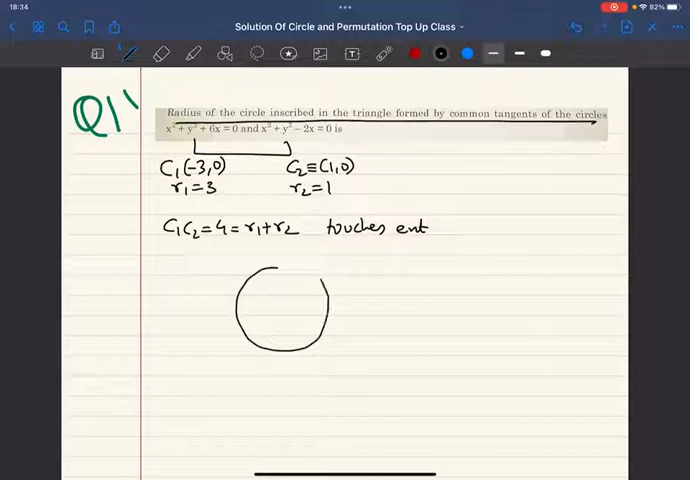 18:34
82%
Solution Of Circle and Permutation Top Up Class
Q11
Radius of the circle inscribed in the triangle formed by common tangents of the circles
x² + y² + 6x = 0 and x² + y² – 2x = 0 is
C₁(-3,0) C₂ ≡ (1,0)
r₁=3 r₂=1
C₁C₂ = 4 = r₁+r₂ touches ent